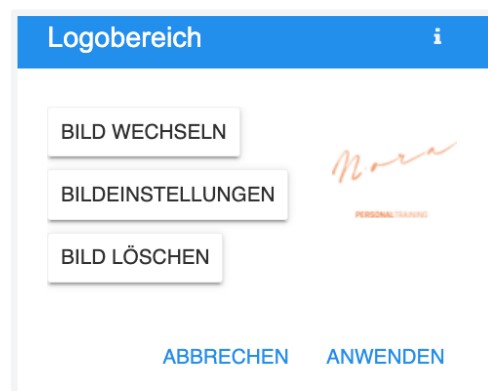 Logobereich i
BILD WECHSELN
Nora
PERSONALTRAINING
BILDEINSTELLUNGEN
BILD LÖSCHEN
ABBRECHEN ANWENDEN